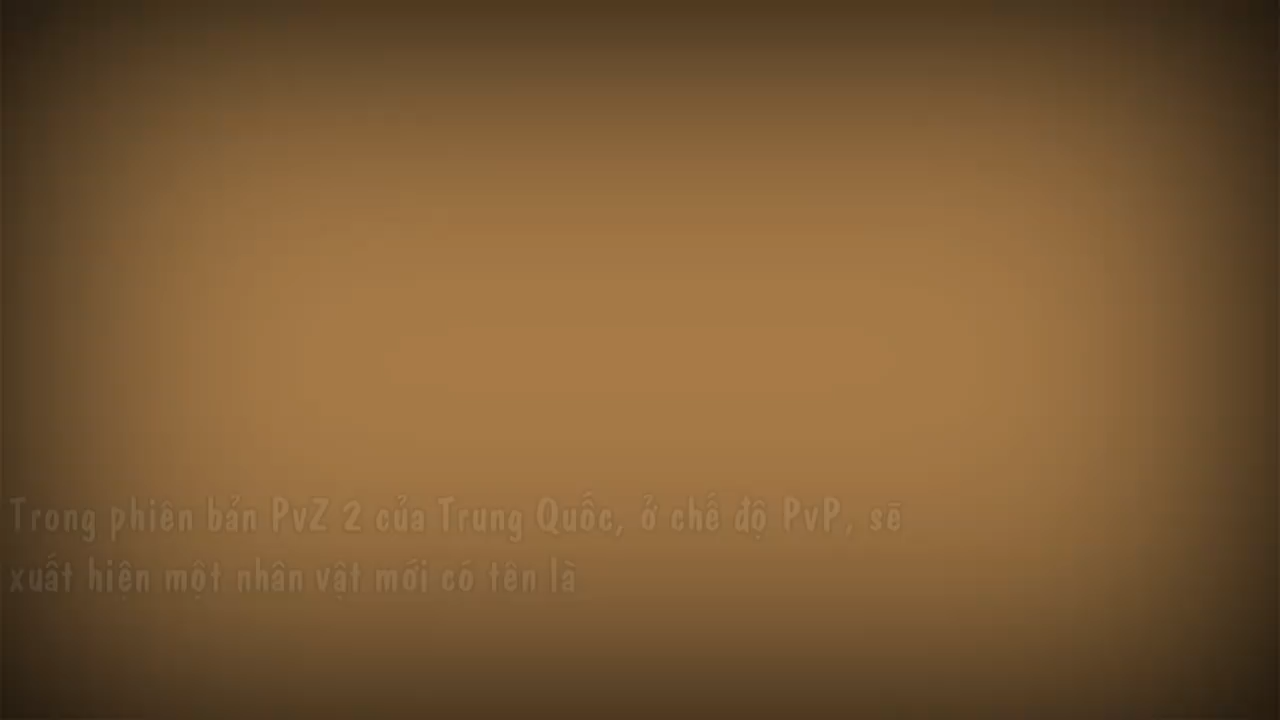 Trong phiên bản PvZ 2 của Trung Quốc, ở chế độ PvP, sẽ
xuất hiện một nhân vật mới có tên là